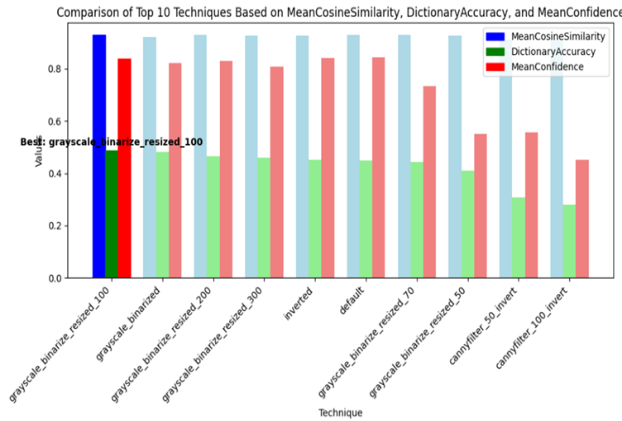 Comparison of Top 10 Techniques Based on MeanCosineSimilarity, DictionaryAccuracy, and MeanConfidence
MeanCosineSimilarity
DictionaryAccuracy
MeanConfidence
0.8
0.6
0.4
0.2
0.0
Values
Best: grayscale_binarize_resized_100
grayscale_binarize_resized_100
grayscale_binarized
grayscale_binarize_resized_200
grayscale_binarize_resized_300
inverted
default
grayscale_binarize_resized_70
grayscale_binarize_resized_50
cannyfilter_50_invert
cannyfilter_100_invert
Technique